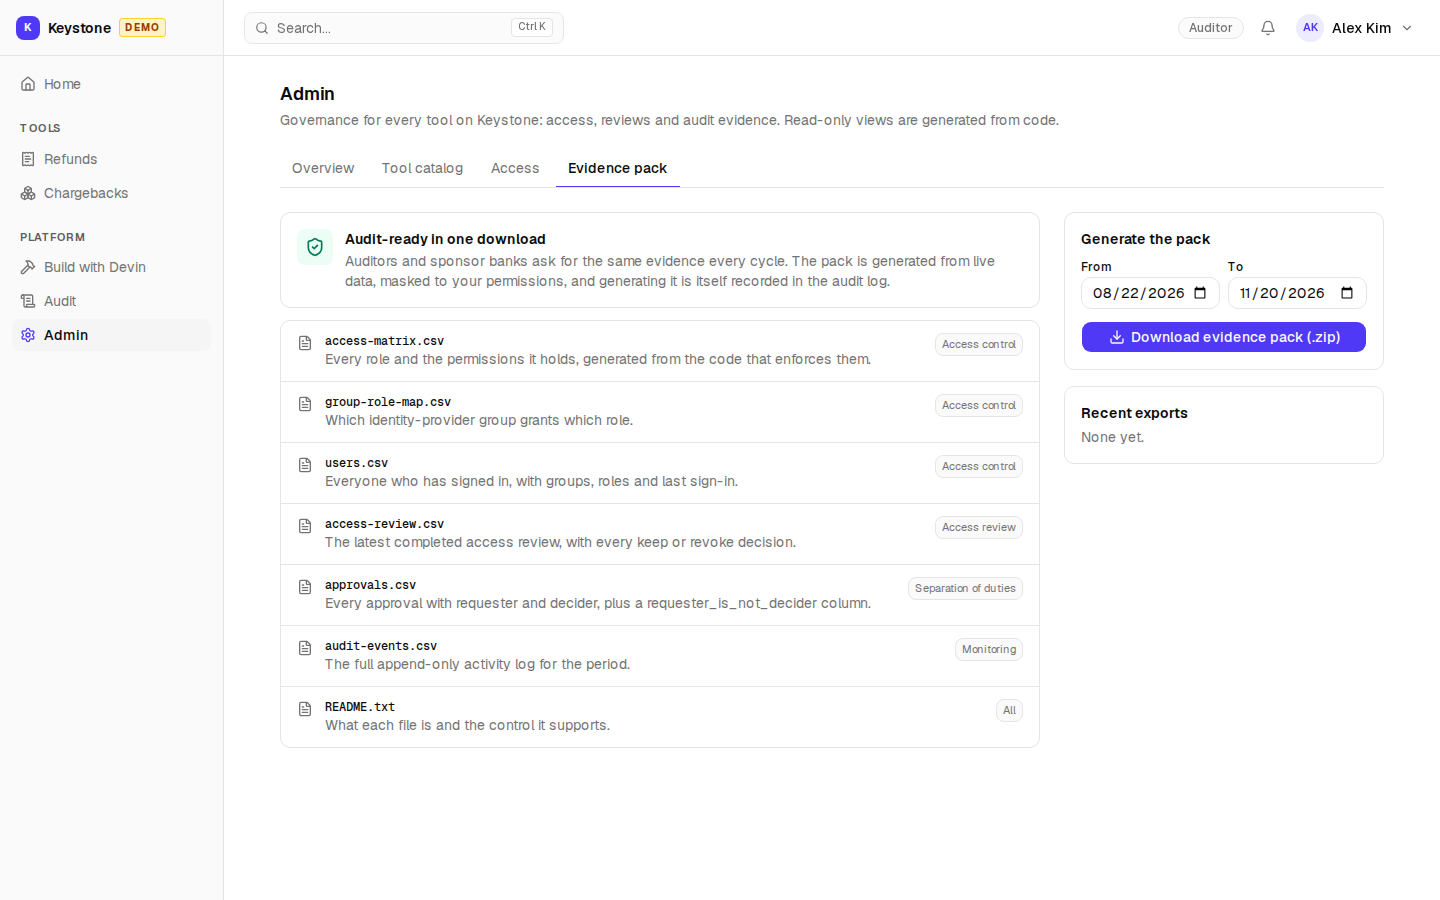 K Keystone DEMO
Search... Ctrl K
Auditor
AK Alex Kim
Home
TOOLS
Refunds
Chargebacks
PLATFORM
Build with Devin
Audit
Admin
Admin
Governance for every tool on Keystone: access, reviews and audit evidence. Read-only views are generated from code.
Overview Tool catalog Access Evidence pack
Audit-ready in one download
Auditors and sponsor banks ask for the same evidence every cycle. The pack is generated from live
data, masked to your permissions, and generating it is itself recorded in the audit log.
access-matrix.csv Access control
Every role and the permissions it holds, generated from the code that enforces them.
group-role-map.csv Access control
Which identity-provider group grants which role.
users.csv Access control
Everyone who has signed in, with groups, roles and last sign-in.
access-review.csv Access review
The latest completed access review, with every keep or revoke decision.
approvals.csv Separation of duties
Every approval with requester and decider, plus a requester_is_not_decider column.
audit-events.csv Monitoring
The full append-only activity log for the period.
README.txt All
What each file is and the control it supports.
Generate the pack
From To
08/22/2026 11/20/2026
Download evidence pack (.zip)
Recent exports
None yet.